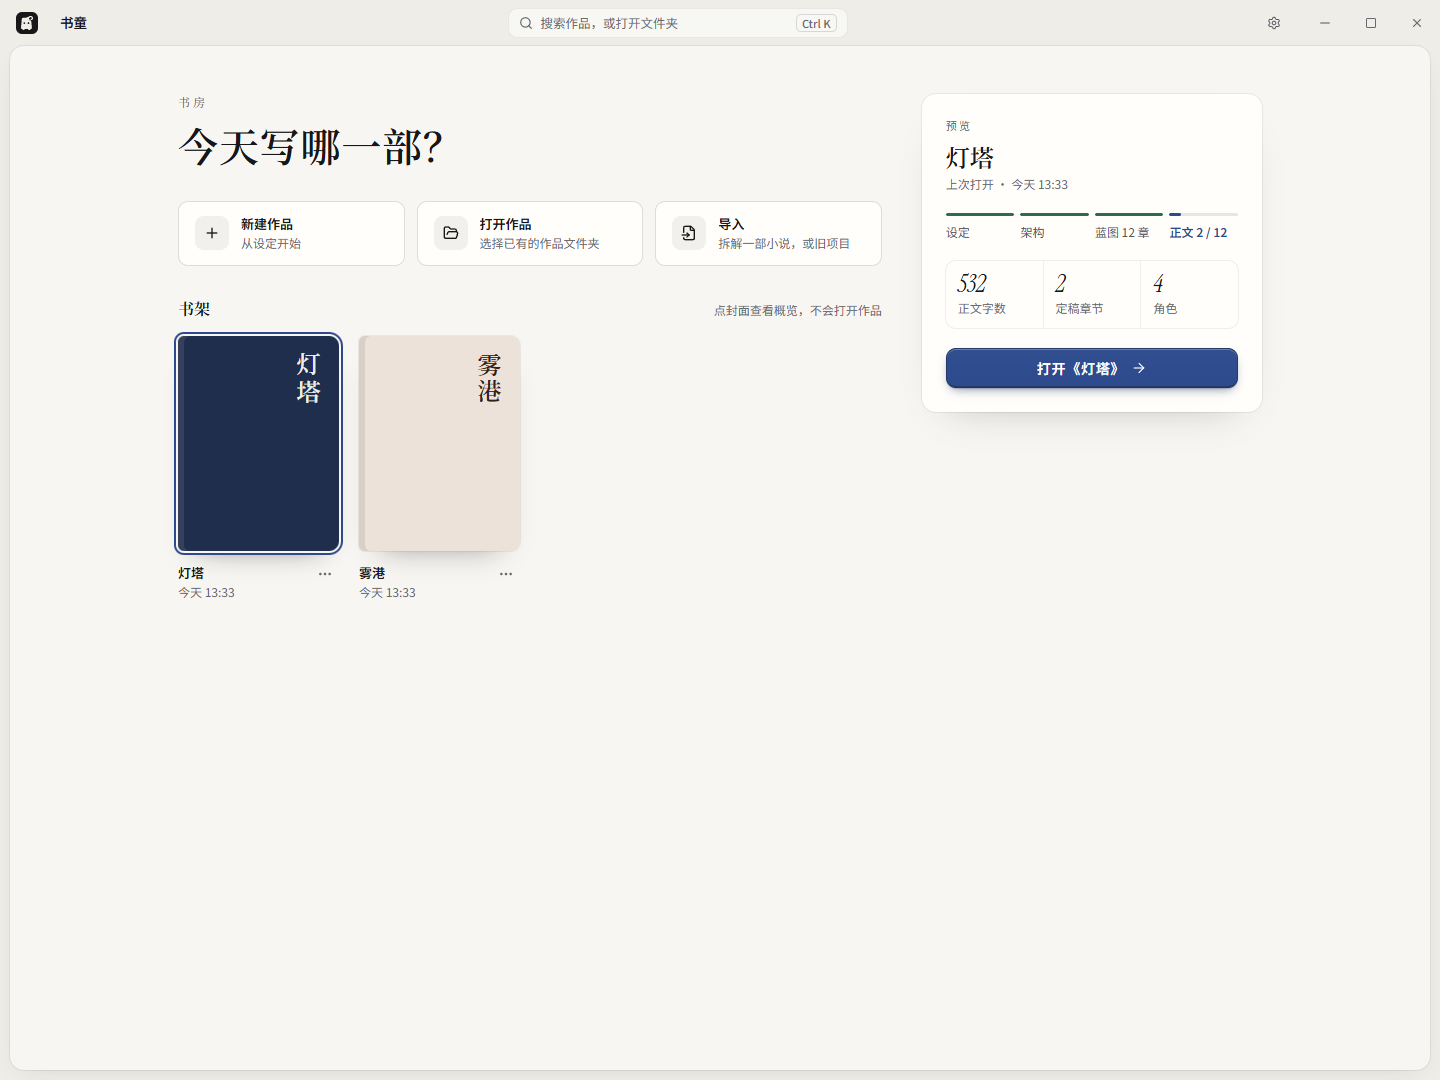 书童
搜索作品，或打开文件夹
Ctrl K
书房
今天写哪一部？
新建作品
从设定开始
打开作品
选择已有的作品文件夹
导入
拆解一部小说，或旧项目
书架
点封面查看概览，不会打开作品
灯塔
雾港
灯塔
今天 13:33
雾港
今天 13:33
预览
灯塔
上次打开 · 今天 13:33
设定
架构
蓝图 12 章
正文 2 / 12
532
正文字数
2
定稿章节
4
角色
打开《灯塔》